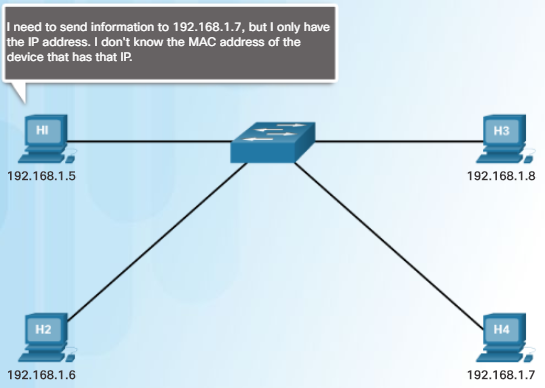 I need to send information to 192.168.1.7, but I only have
the IP address. I don't know the MAC address of the
device that has that IP.
H1
H3
192.168.1.5
192.168.1.8
H2
H4
192.168.1.6
192.168.1.7